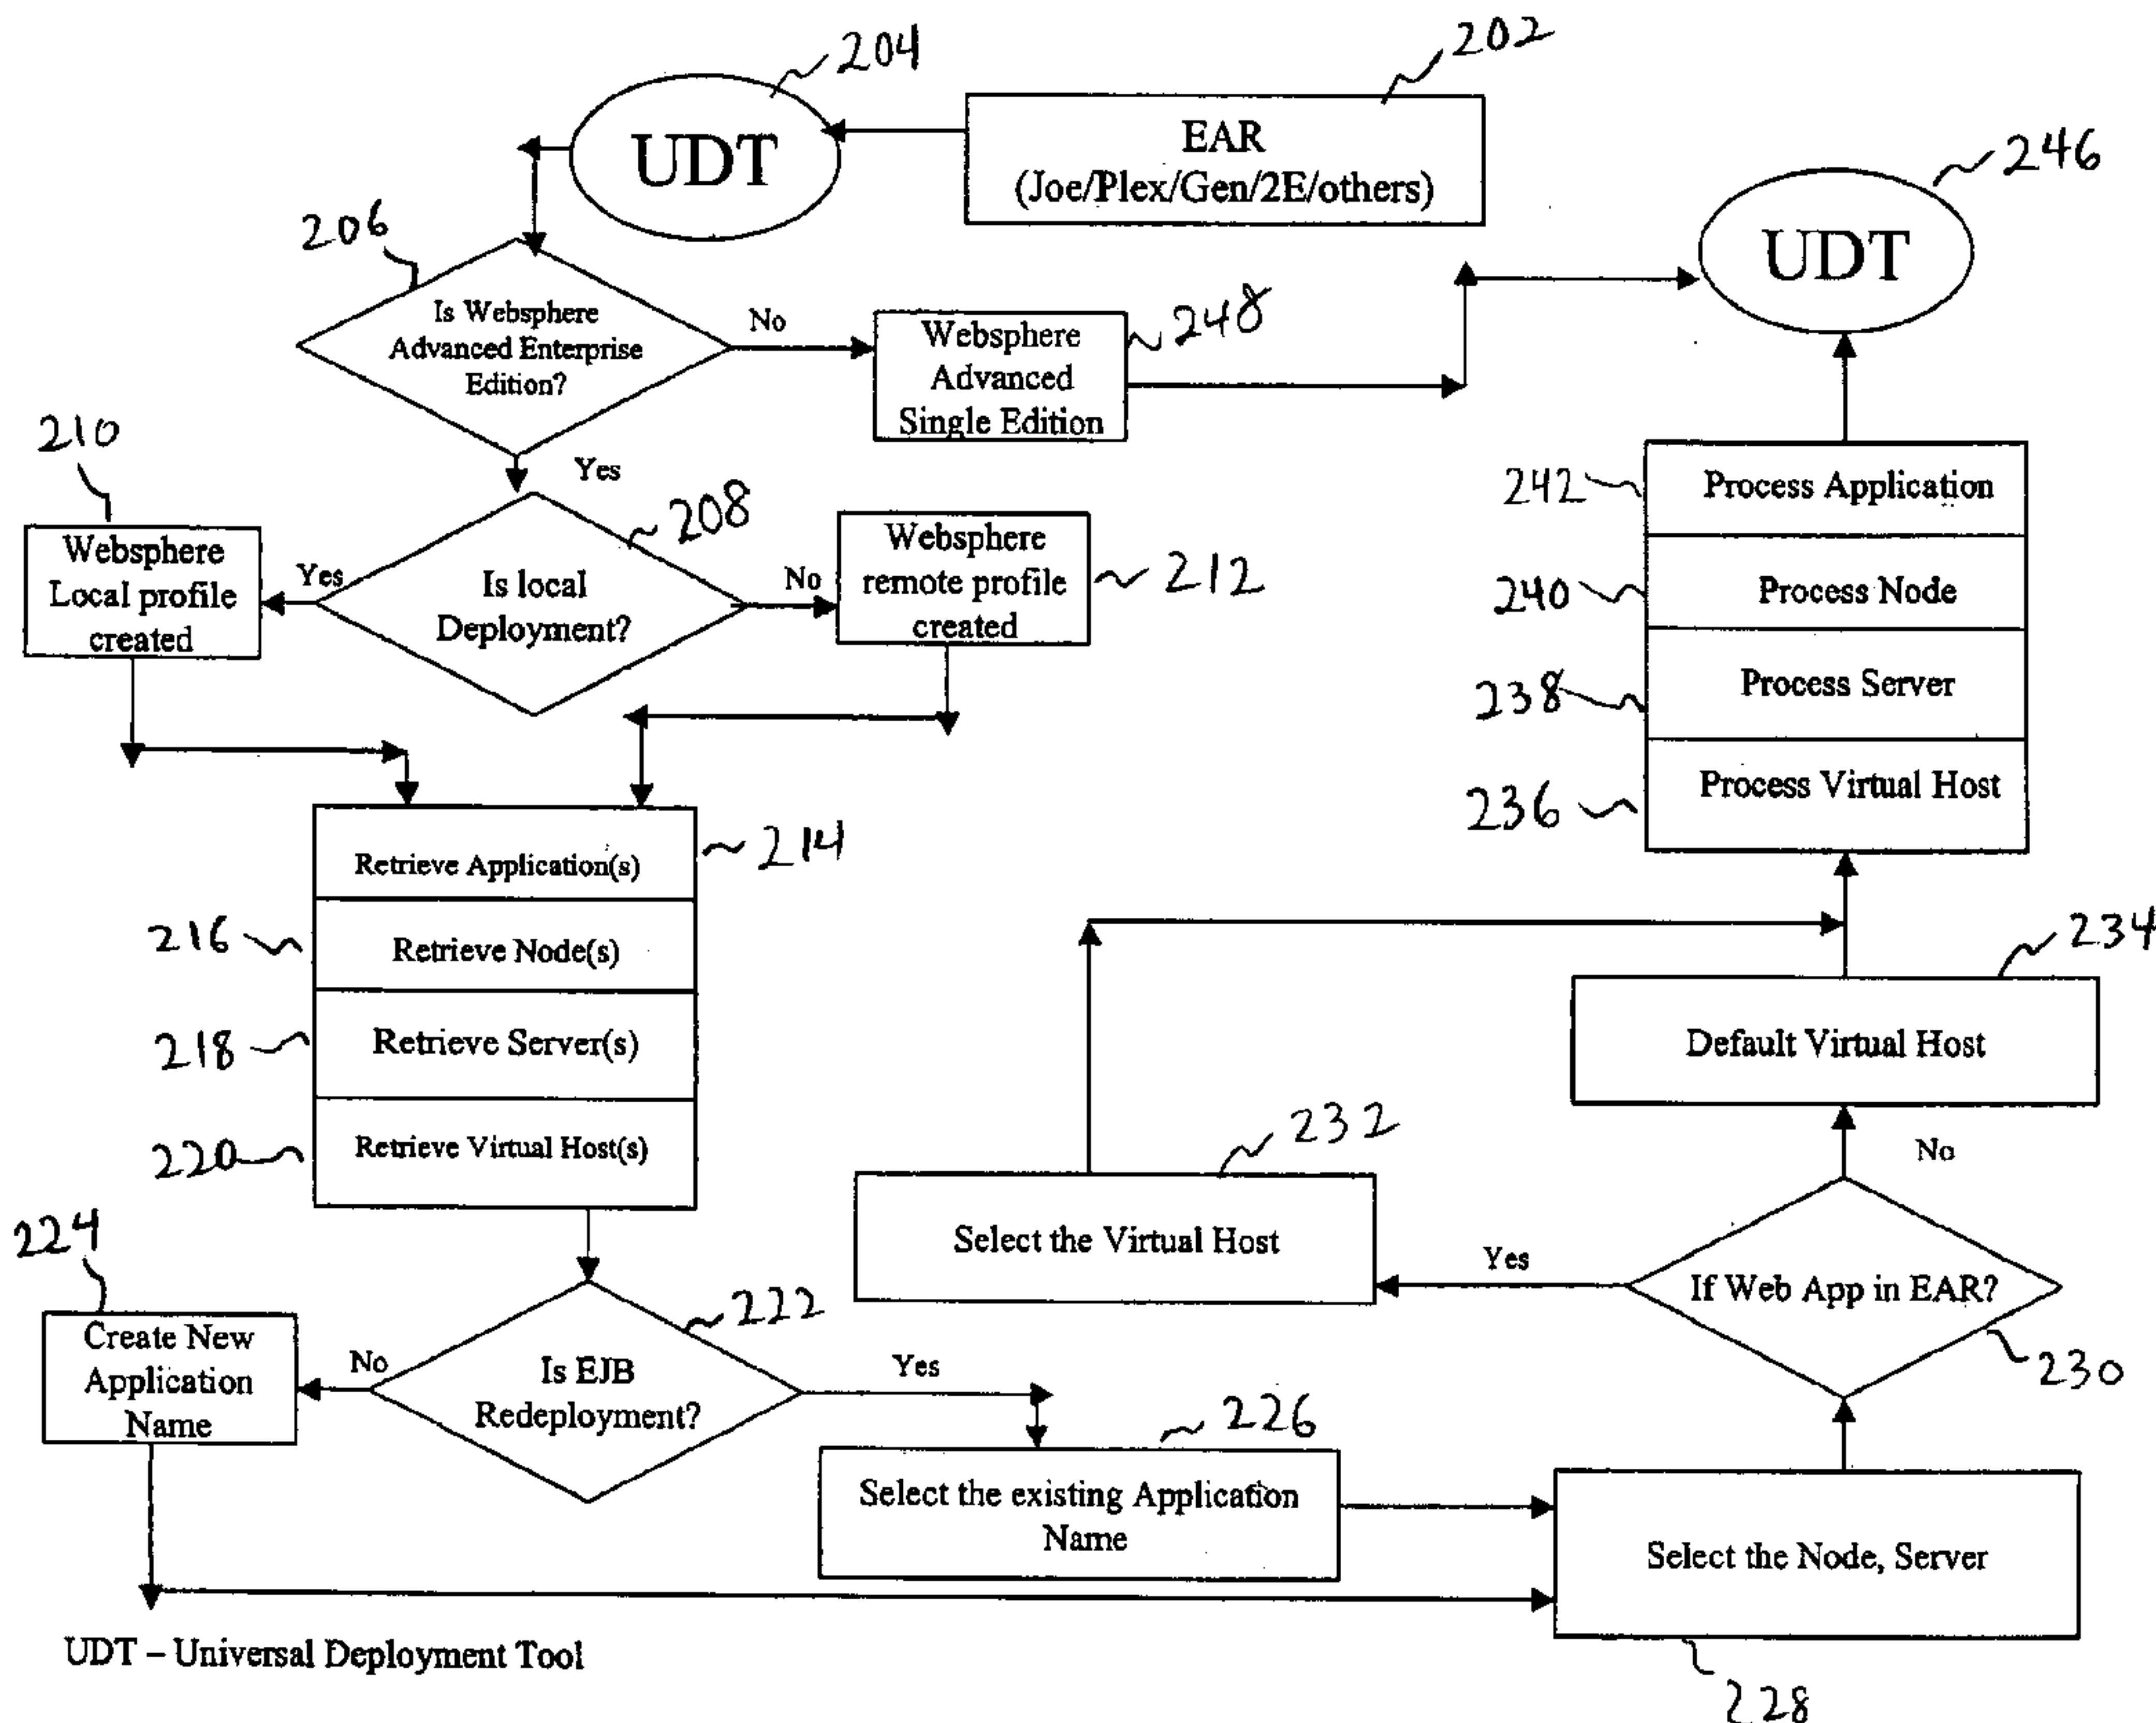 204
202
UDT
EAR
(Joe/Plex/Gen/2E/others)
246
UDT
206
Is Websphere
Advanced Enterprise
Edition?
No
Websphere
Advanced
Single Edition
248
Yes
210
Websphere
Local profile
created
Yes
208
Is local
Deployment?
No
Websphere
remote profile
created
212
242
Process Application
240
Process Node
238
Process Server
236
Process Virtual Host
214
Retrieve Application(s)
216
Retrieve Node(s)
218
Retrieve Server(s)
220
Retrieve Virtual Host(s)
234
Default Virtual Host
232
Select the Virtual Host
No
Yes
If Web App in EAR?
230
224
Create New
Application
Name
No
222
Is EJB
Redeployment?
Yes
226
Select the existing Application
Name
Select the Node, Server
228
UDT – Universal Deployment Tool